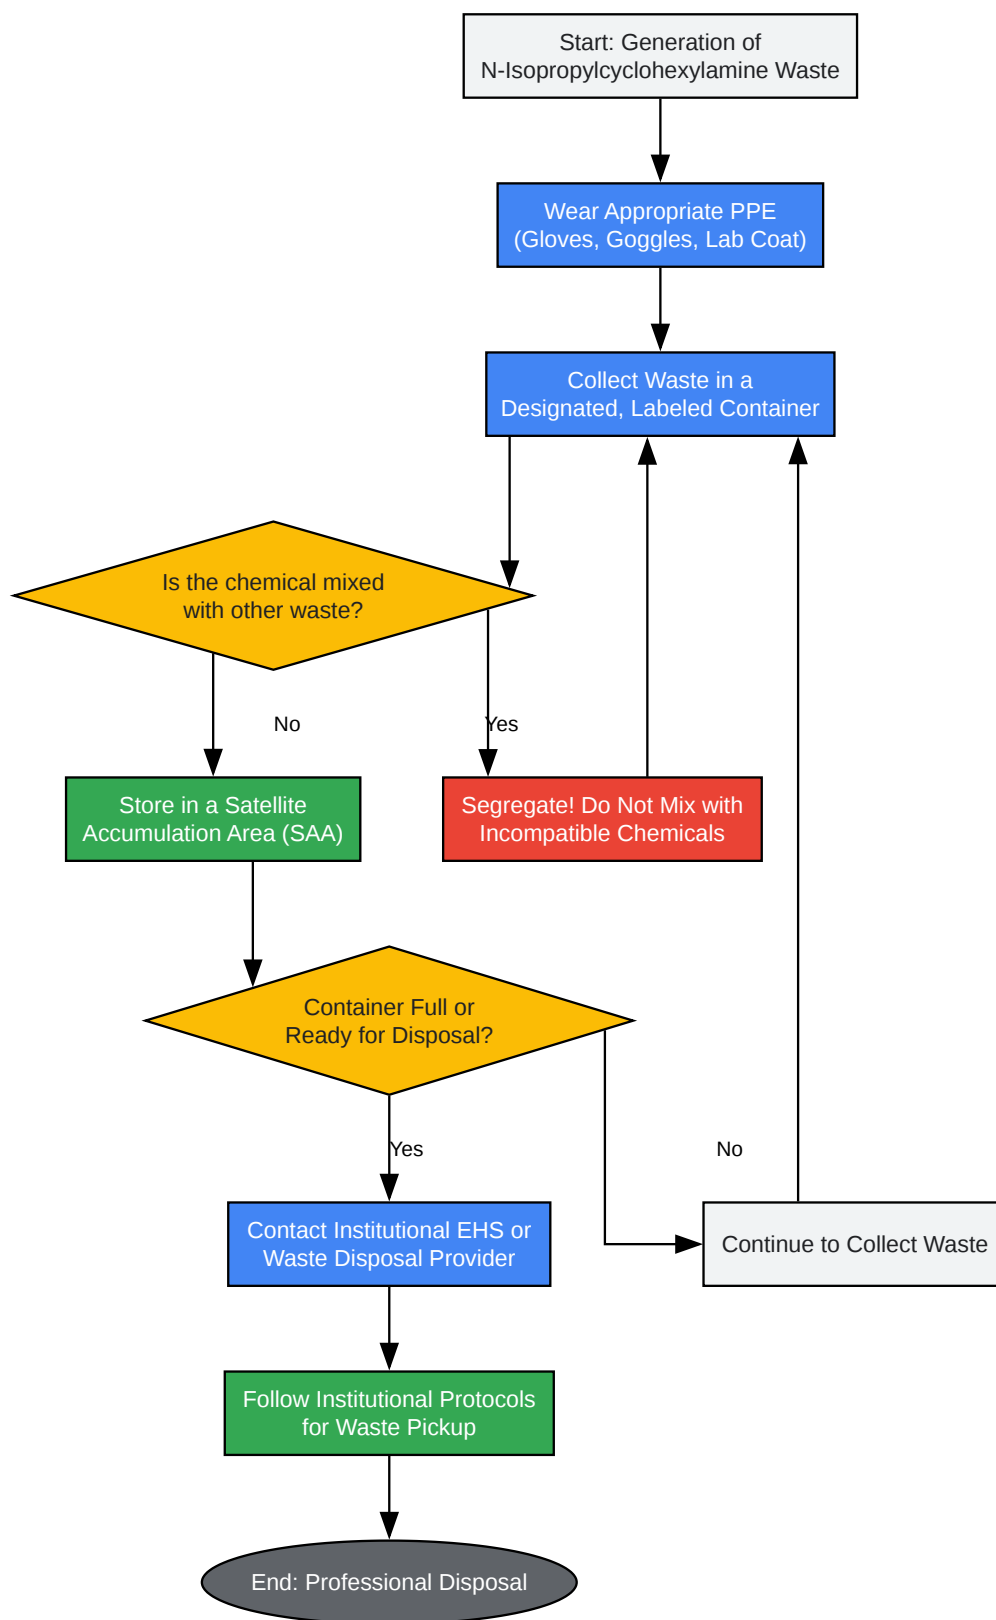 Start: Generation of
N-Isopropylcyclohexylamine Waste
Wear Appropriate PPE
(Gloves, Goggles, Lab Coat)
Collect Waste in a
Designated, Labeled Container
Is the chemical mixed
with other waste?
No
Yes
Store in a Satellite
Accumulation Area (SAA)
Segregate! Do Not Mix with
Incompatible Chemicals
Container Full or
Ready for Disposal?
Yes
No
Contact Institutional EHS or
Waste Disposal Provider
Continue to Collect Waste
Follow Institutional Protocols
for Waste Pickup
End: Professional Disposal